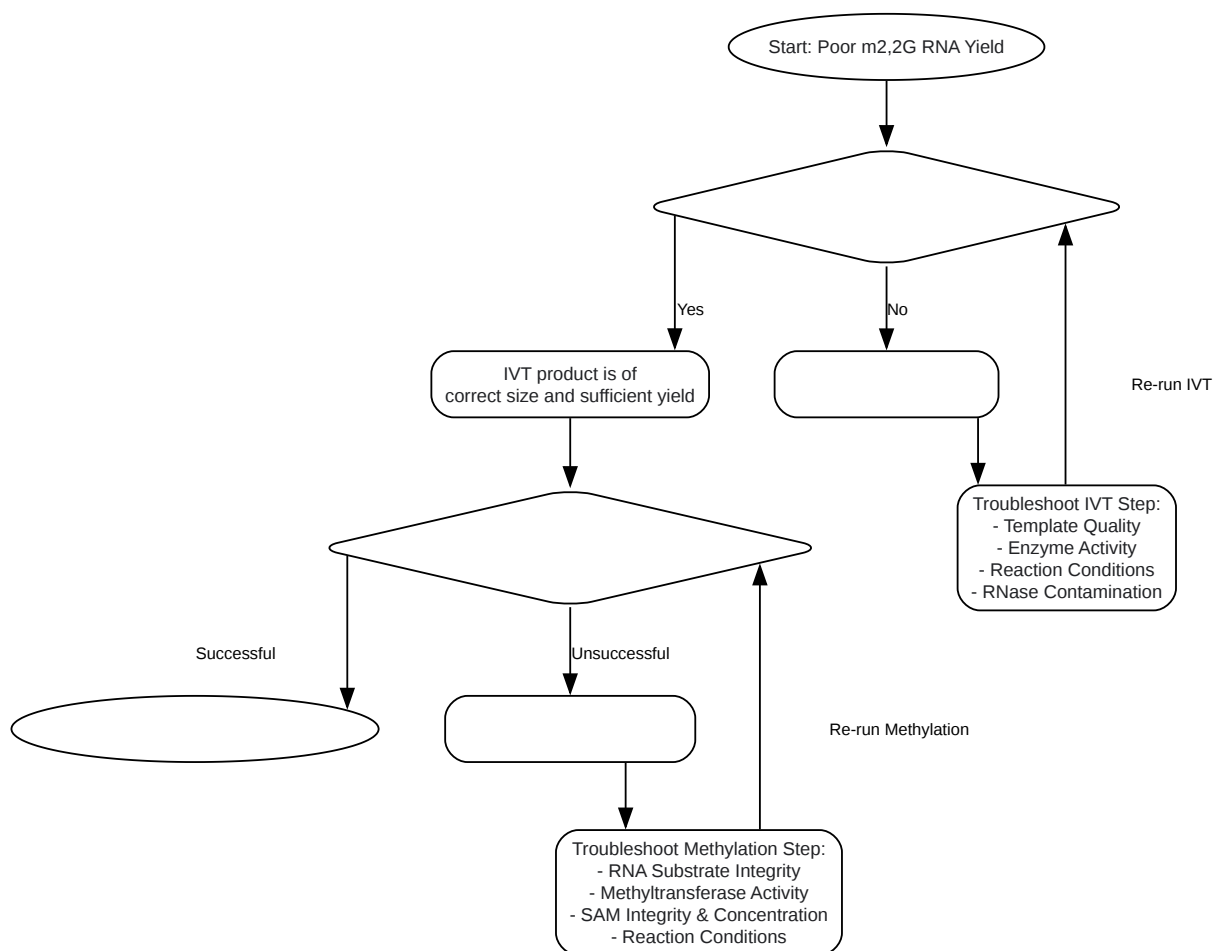 Start: Poor m2,2G RNA Yield
Yes
No
IVT product is of
correct size and sufficient yield
Re-run IVT
Troubleshoot IVT Step:
- Template Quality
- Enzyme Activity
- Reaction Conditions
- RNase Contamination
Successful
Unsuccessful
Re-run Methylation
Troubleshoot Methylation Step:
- RNA Substrate Integrity
- Methyltransferase Activity
- SAM Integrity & Concentration
- Reaction Conditions